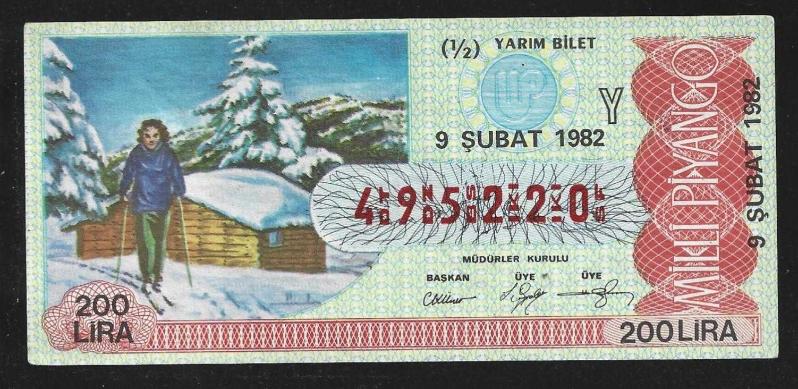 (½) YARIM BİLET
MP
Y
9 ŞUBAT 1982
4 9 5 2 2 0
MÜDÜRLER KURULU
BAŞKAN ÜYE ÜYE
200 LİRA
200 LİRA
MİLLİ PİYANGO
9 ŞUBAT 1982